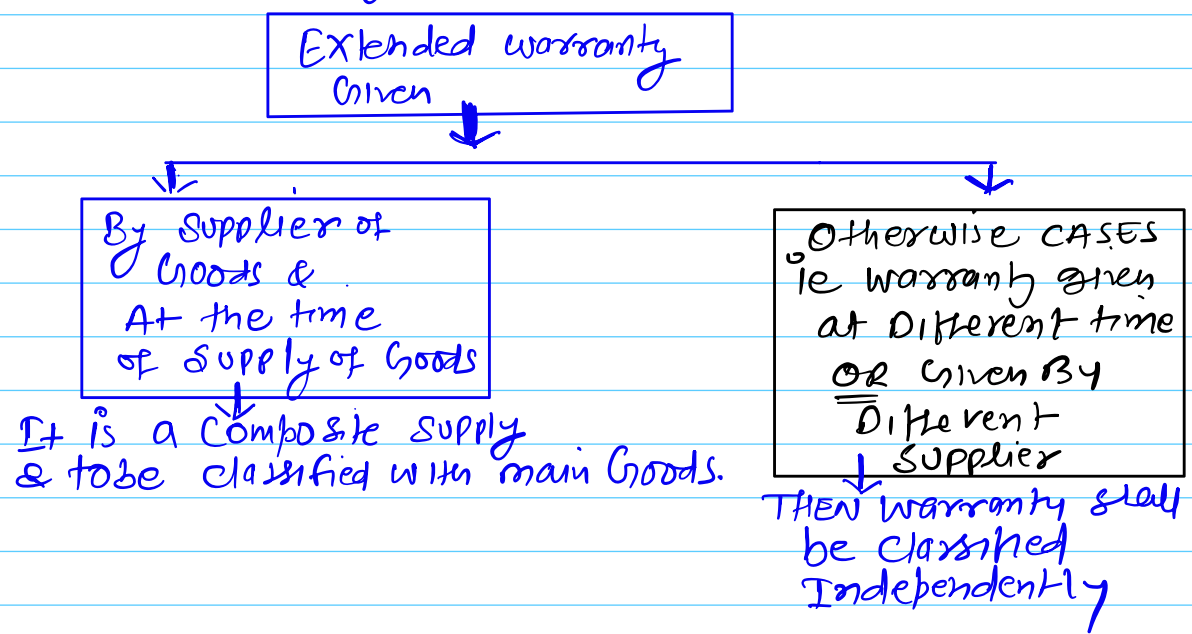 Extended warranty
Given
By Supplier of
Goods &
At the time
of Supply of Goods
It is a Composite Supply
& tobe classified with main Goods.
Otherwise CASES
ie warranty given
at Different time
OR Given By
Different
Supplier
THEN warranty shall
be classified
Independently